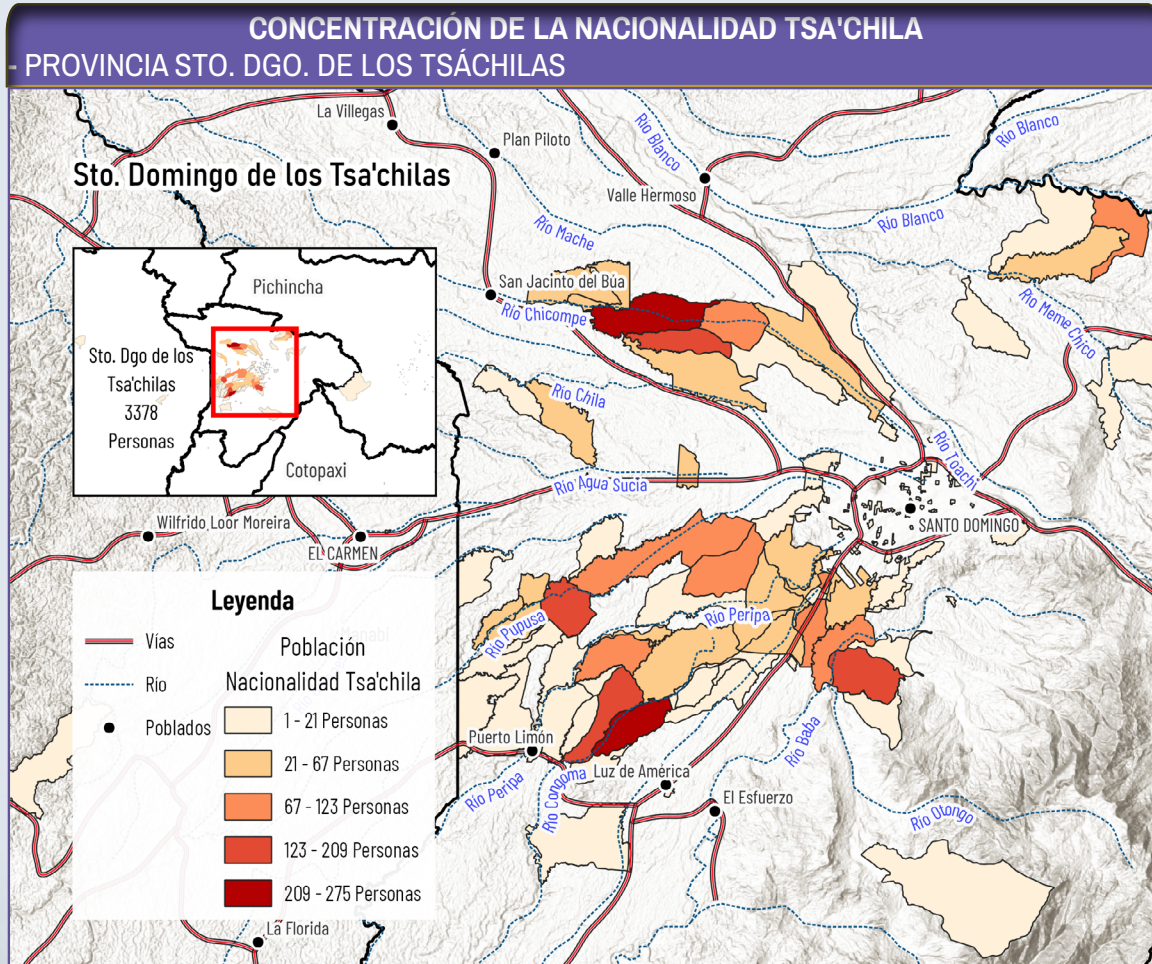 CONCENTRACIÓN DE LA NACIONALIDAD TSA'CHILA
- PROVINCIA STO. DGO. DE LOS TSÁCHILAS
La Villegas
Plan Piloto
Río Blanco
Río Blanco
Sto. Domingo de los Tsa'chilas
Valle Hermoso
Río Blanco
Río Mache
Pichincha
San Jacinto del Búa
Río Chicompe
Río Meme Chico
Sto. Dgo de los
Tsa'chilas
3378
Personas
Cotopaxi
Río Chila
Río Toachi
Río Agua Sucia
Wilfrido Loor Moreira
EL CARMEN
SANTO DOMINGO
Leyenda
Vías
Río
Poblados
Población
Nacionalidad Tsa'chila
1 - 21 Personas
21 - 67 Personas
67 - 123 Personas
123 - 209 Personas
209 - 275 Personas
Río Pupusa
Río Peripa
Puerto Limón
Río Baba
Luz de América
Río Peripa
Río Congoma
El Esfuerzo
Río Otongo
La Florida